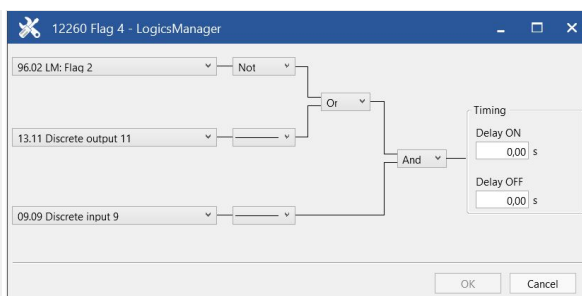 12260 Flag 4 - LogicsManager
96.02 LM: Flag 2
Not
Or
13.11 Discrete output 11
And
09.09 Discrete input 9
Timing
Delay ON
0,00 s
Delay OFF
0,00 s
OK
Cancel